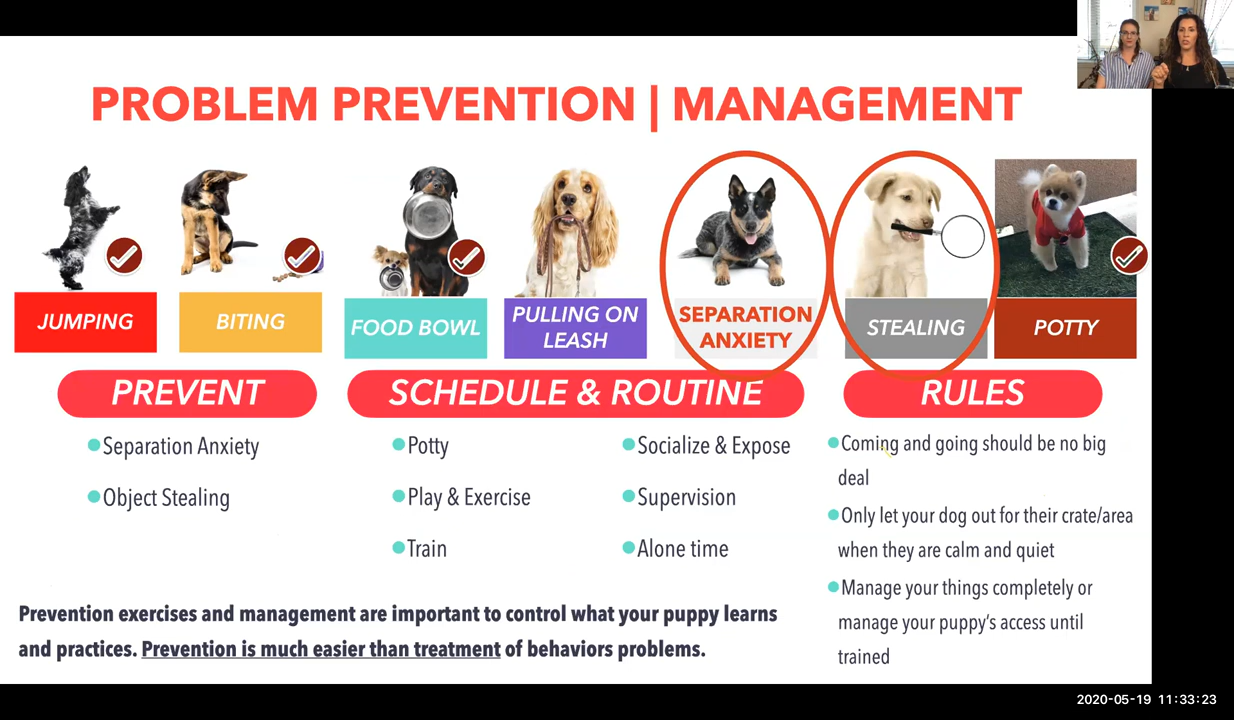 PROBLEM PREVENTION | MANAGEMENT
JUMPING
BITING
FOOD BOWL
PULLING ON
LEASH
SEPARATION
ANXIETY
STEALING
POTTY
PREVENT
SCHEDULE & ROUTINE
RULES
Separation Anxiety
Object Stealing
Potty
Play & Exercise
Train
Socialize & Expose
Supervision
Alone time
Coming and going should be no big
deal
Only let your dog out for their crate/area
when they are calm and quiet
Manage your things completely or
manage your puppy's access until
trained
Prevention exercises and management are important to control what your puppy learns
and practices. Prevention is much easier than treatment of behaviors problems.
2020-05-19 11:33:23